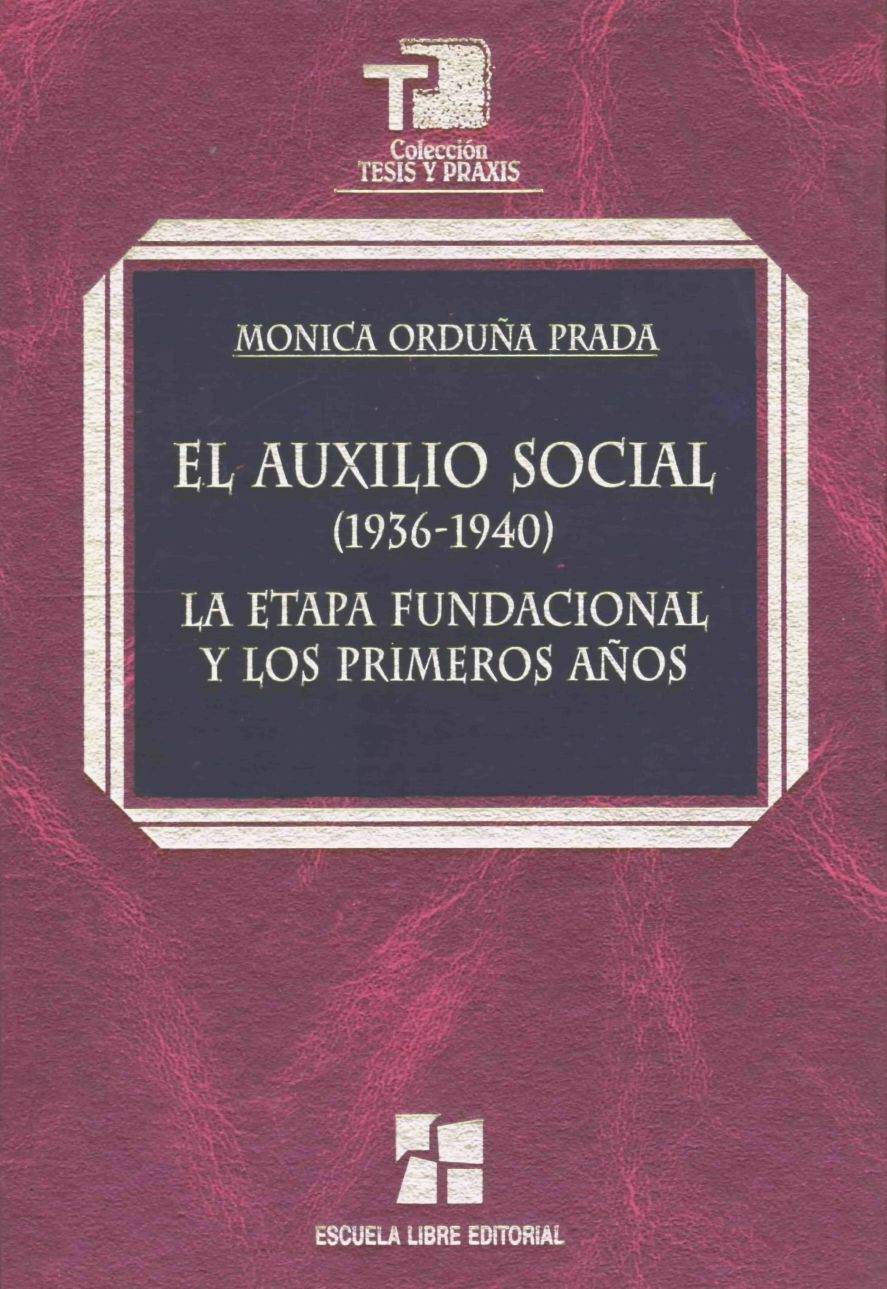 Colección
TESIS Y PRAXIS
MONICA ORDUÑA PRADA
EL AUXILIO SOCIAL
(1936-1940)
LA ETAPA FUNDACIONAL
Y LOS PRIMEROS AÑOS
ESCUELA LIBRE EDITORIAL